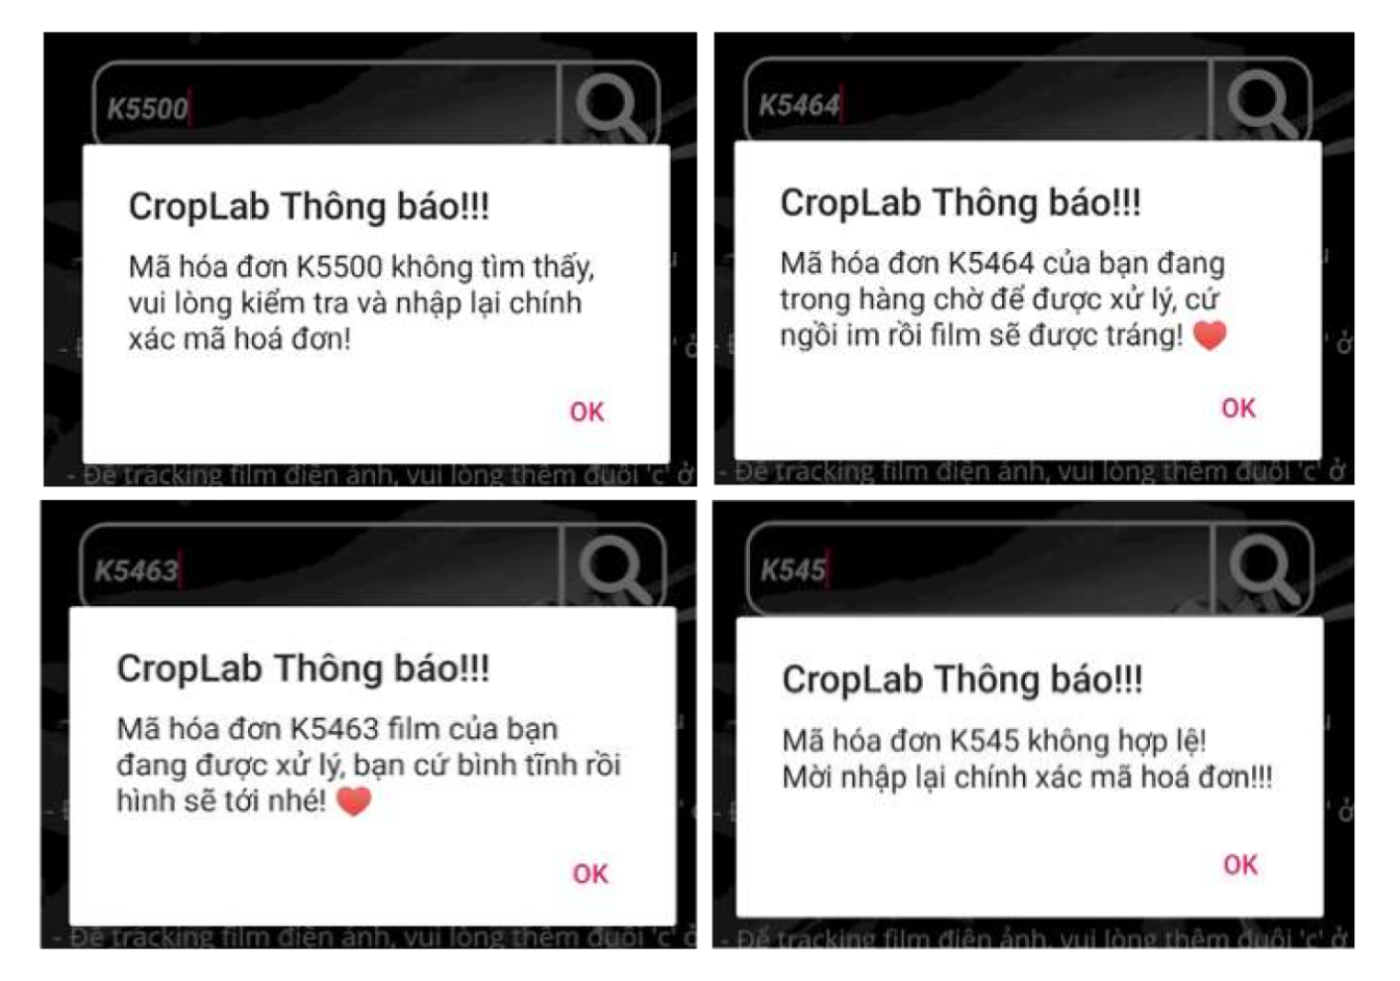 K5500
CropLab Thông báo!!!
Mã hóa đơn K5500 không tìm thấy,
vui lòng kiểm tra và nhập lại chính
xác mã hoá đơn!
OK
- Để tracking film điện ảnh, vui lòng thêm đuôi 'c' ở
K5464
CropLab Thông báo!!!
Mã hóa đơn K5464 của bạn đang
trong hàng chờ để được xử lý, cứ
ngồi im rồi film sẽ được tráng! ❤️
OK
- Để tracking film điện ảnh, vui lòng thêm đuôi 'c' ở
K5463
CropLab Thông báo!!!
Mã hóa đơn K5463 film của bạn
đang được xử lý, bạn cứ bình tĩnh rồi
hình sẽ tới nhé! ❤️
OK
- Để tracking film điện ảnh, vui lòng thêm đuôi 'c' ở
K545
CropLab Thông báo!!!
Mã hóa đơn K545 không hợp lệ!
Mời nhập lại chính xác mã hoá đơn!!!
OK
- Để tracking film điện ảnh, vui lòng thêm đuôi 'c' ở